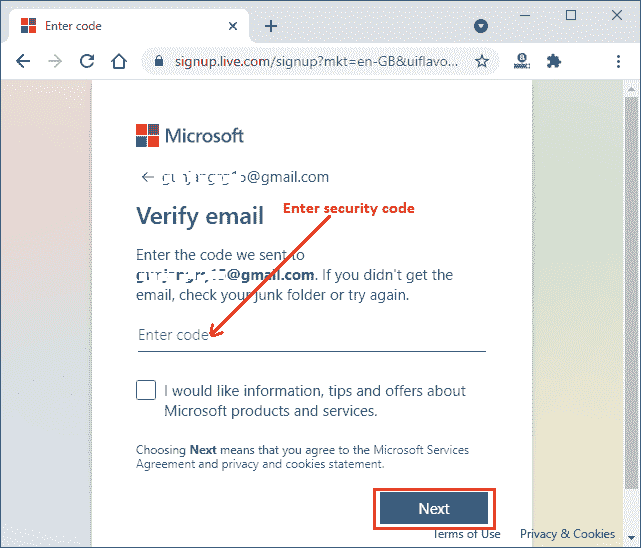 Enter code
signup.live.com/signup?mkt=en-GB&uiflavo...
Microsoft
@gmail.com
Verify email
Enter security code
Enter the code we sent to
@gmail.com. If you didn't get the
email, check your junk folder or try again.
Enter code
I would like information, tips and offers about
Microsoft products and services.
Choosing Next means that you agree to the Microsoft Services
Agreement and privacy and cookies statement.
Next
Terms of Use Privacy & Cookies